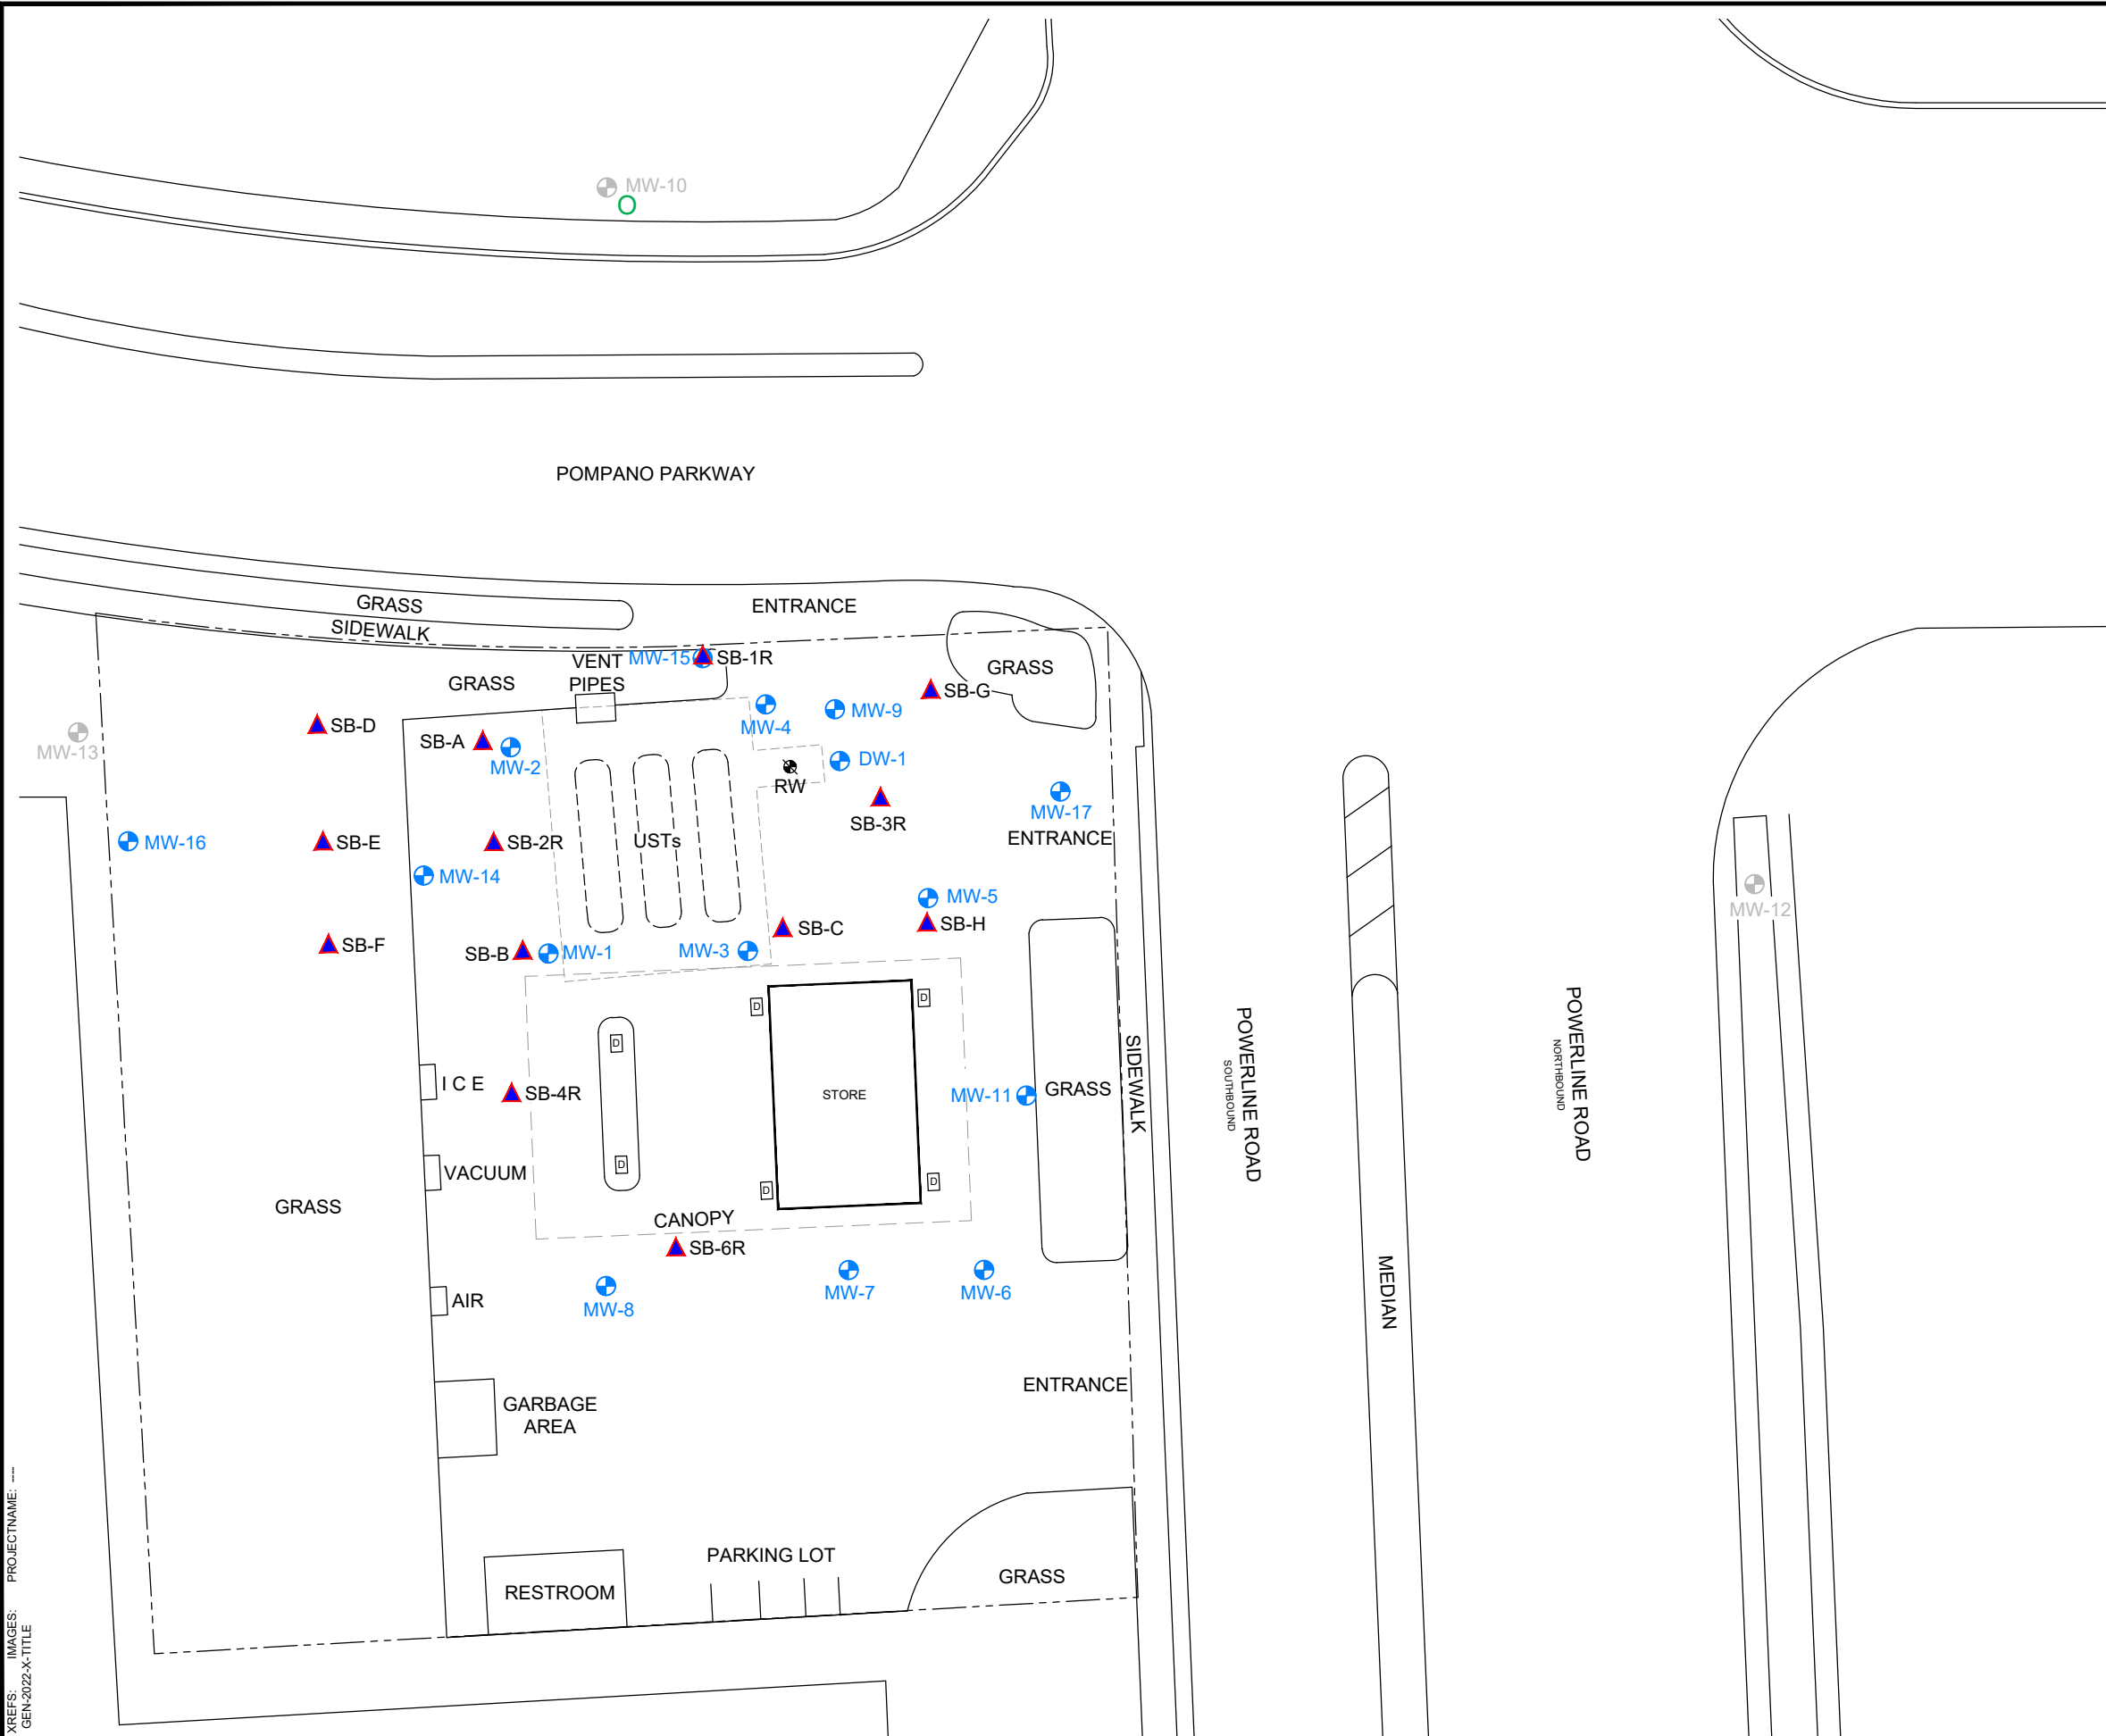 MW-10
O
POMPANO PARKWAY
GRASS
SIDEWALK
ENTRANCE
VENT
PIPES
MW-15
SB-1R
GRASS
GRASS
SB-G
MW-4
MW-9
SB-D
SB-A
MW-2
MW-13
DW-1
RW
SB-3R
MW-17
ENTRANCE
MW-16
SB-E
SB-2R
USTs
MW-14
MW-5
MW-12
SB-C
SB-H
SB-F
SB-B
MW-1
MW-3
D
D
D
I C E
SB-4R
STORE
MW-11
GRASS
SIDEWALK
POWERLINE ROAD
SOUTHBOUND
POWERLINE ROAD
NORTHBOUND
VACUUM
D
D
D
GRASS
CANOPY
SB-6R
MW-8
MW-7
MW-6
MEDIAN
AIR
ENTRANCE
GARBAGE
AREA
PARKING LOT
RESTROOM
GRASS
XREFS: IMAGES: PROJECTNAME: ----
GEN-2022-X-TITLE